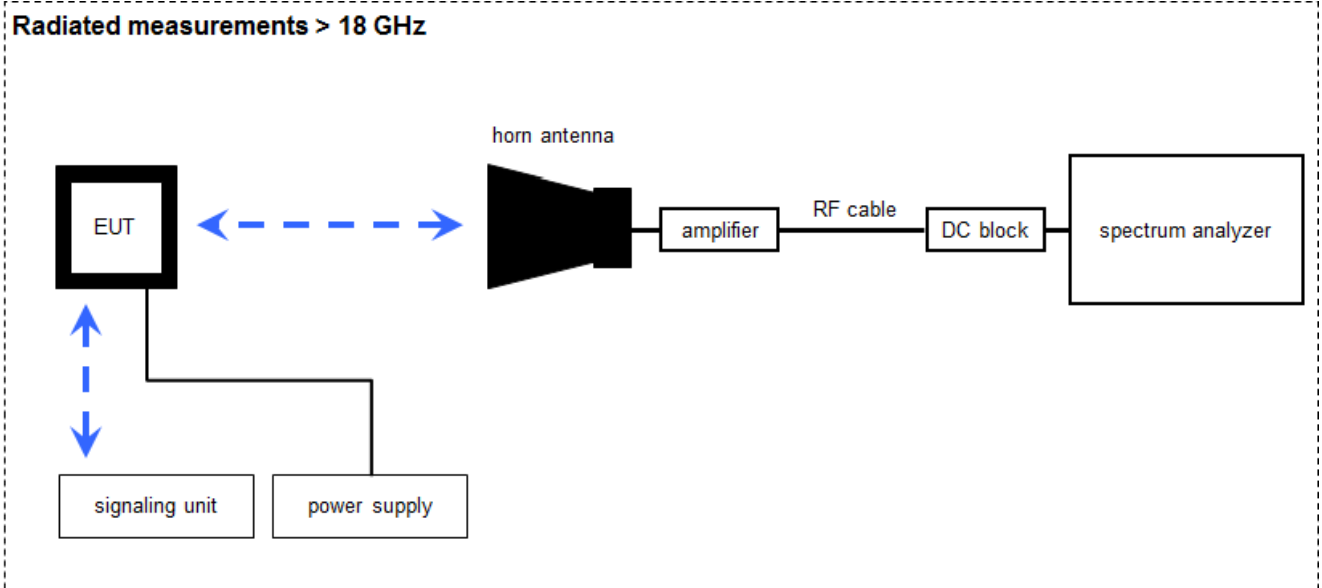 Radiated measurements > 18 GHz
horn antenna
EUT
amplifier
RF cable
DC block
spectrum analyzer
signaling unit
power supply